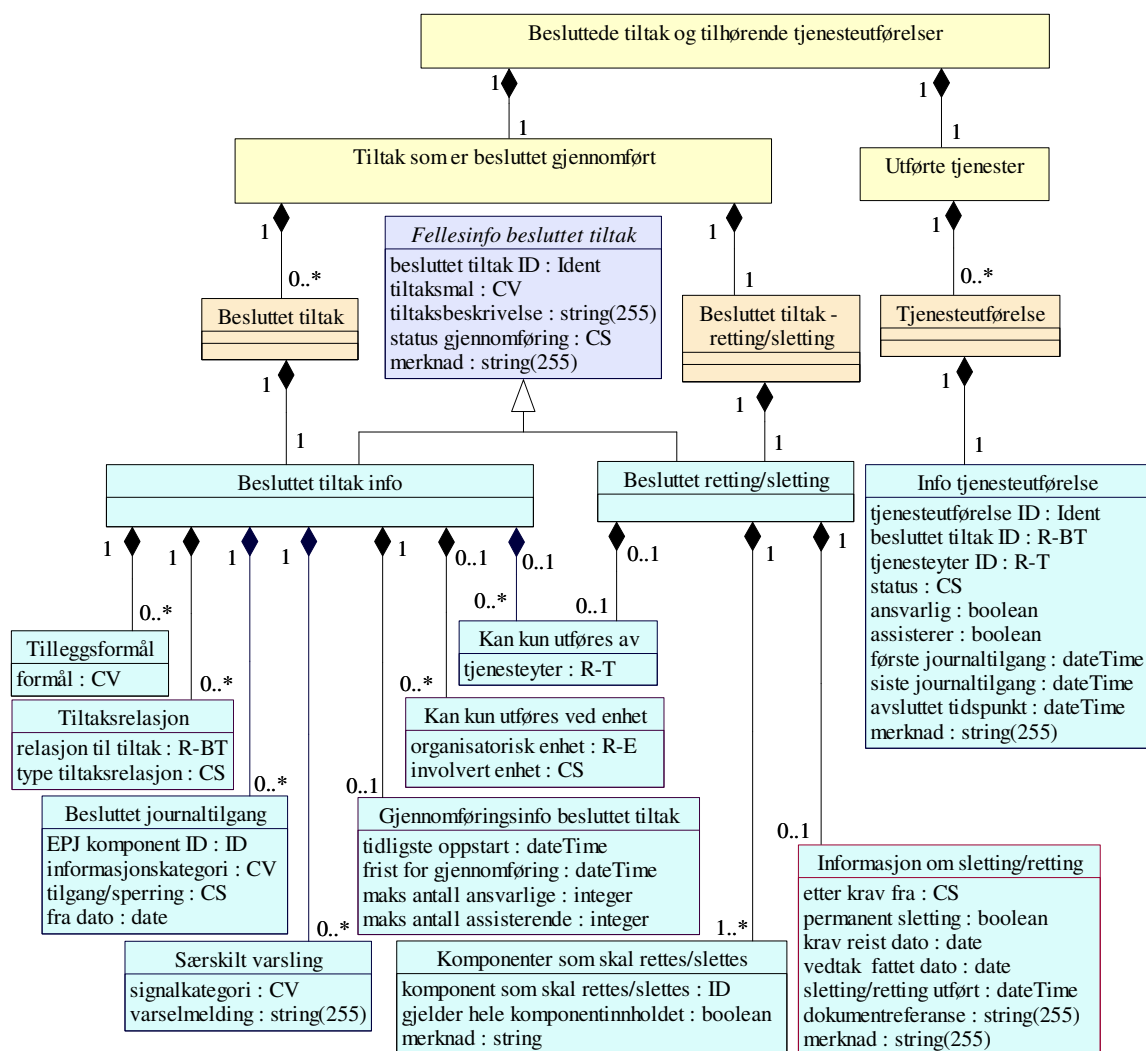 Besluttede tiltak og tilhørende tjenesteutførelser
1
1
1
1
Tiltak som er besluttet gjennomført
Utførte tjenester
1
1
1
Fellesinfo besluttet tiltak
besluttet tiltak ID : Ident
tiltaksmal : CV
tiltaksbeskrivelse : string(255)
status gjennomføring : CS
merknad : string(255)
0..*
1
0..*
Besluttet tiltak
Besluttet tiltak -
retting/sletting
Tjenesteutførelse
1
1
1
1
1
1
Besluttet tiltak info
Besluttet retting/sletting
Info tjenesteutførelse
tjenesteutførelse ID : Ident
besluttet tiltak ID : R-BT
tjenesteyter ID : R-T
status : CS
ansvarlig : boolean
assisterer : boolean
første journaltilgang : dateTime
siste journaltilgang : dateTime
avsluttet tidspunkt : dateTime
merknad : string(255)
1
1
1
1
1
0..1
0..1
0..1
1
1
0..*
0..*
0..1
Tilleggsformål
formål : CV
Kan kun utføres av
tjenesteyter : R-T
0..*
0..*
Tiltaksrelasjon
relasjon til tiltak : R-BT
type tiltaksrelasjon : CS
Kan kun utføres ved enhet
organisatorisk enhet : R-E
involvert enhet : CS
0..*
0..1
Besluttet journaltilgang
EPJ komponent ID : ID
informasjonskategori : CV
tilgang/sperring : CS
fra dato : date
Gjennomføringsinfo besluttet tiltak
tidligste oppstart : dateTime
frist for gjennomføring : dateTime
maks antall ansvarlige : integer
maks antall assisterende : integer
0..1
Informasjon om sletting/retting
etter krav fra : CS
permanent sletting : boolean
krav reist dato : date
vedtak fattet dato : date
sletting/retting utført : dateTime
dokumentreferanse : string(255)
merknad : string(255)
0..*
1..*
Særskilt varsling
signalkategori : CV
varselmelding : string(255)
Komponenter som skal rettes/slettes
komponent som skal rettes/slettes : ID
gjelder hele komponentinnholdet : boolean
merknad : string